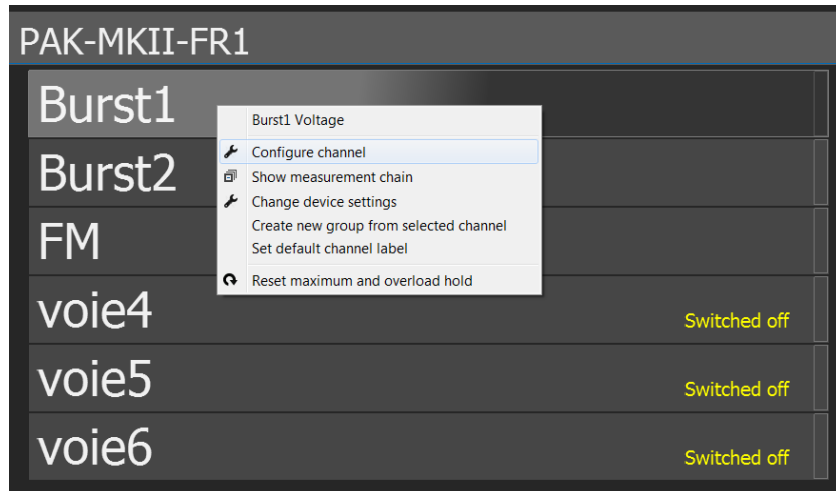 PAK-MKII-FR1
Burst1
Burst1 Voltage
Configure channel
Show measurement chain
Change device settings
Create new group from selected channel
Set default channel label
Reset maximum and overload hold
Burst2
FM
voie4
Switched off
voie5
Switched off
voie6
Switched off